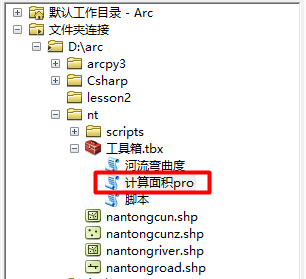 默认工作目录 - Arc
文件夹连接
D:\arc
arcpy3
Csharp
lesson2
nt
scripts
工具箱.tbx
河流弯曲度
计算面积pro
脚本
nantongcun.shp
nantongcunz.shp
nantongriver.shp
nantongroad.shp